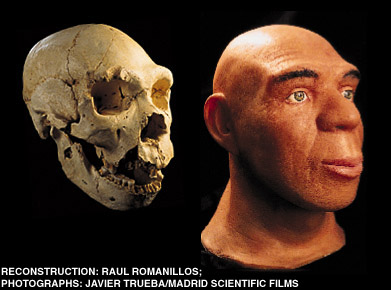 RECONSTRUCTION: RAUL ROMANILLOS;
PHOTOGRAPHS: JAVIER TRUEBA/MADRID SCIENTIFIC FILMS